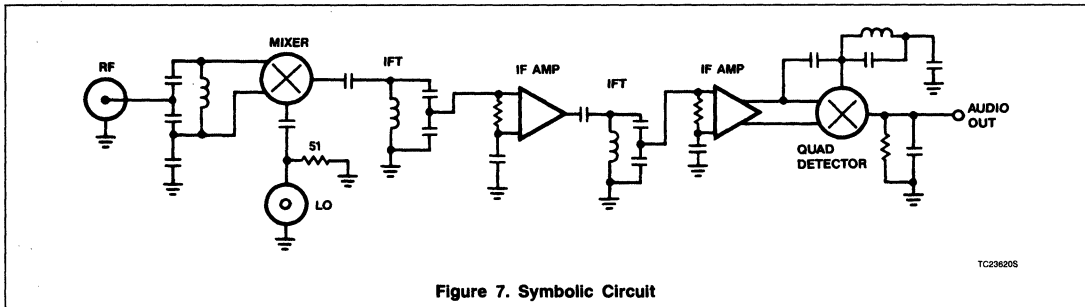 RF
MIXER
IFT
IF AMP
IFT
IF AMP
51
LO
QUAD
DETECTOR
AUDIO
OUT
TC23620S
Figure 7. Symbolic Circuit